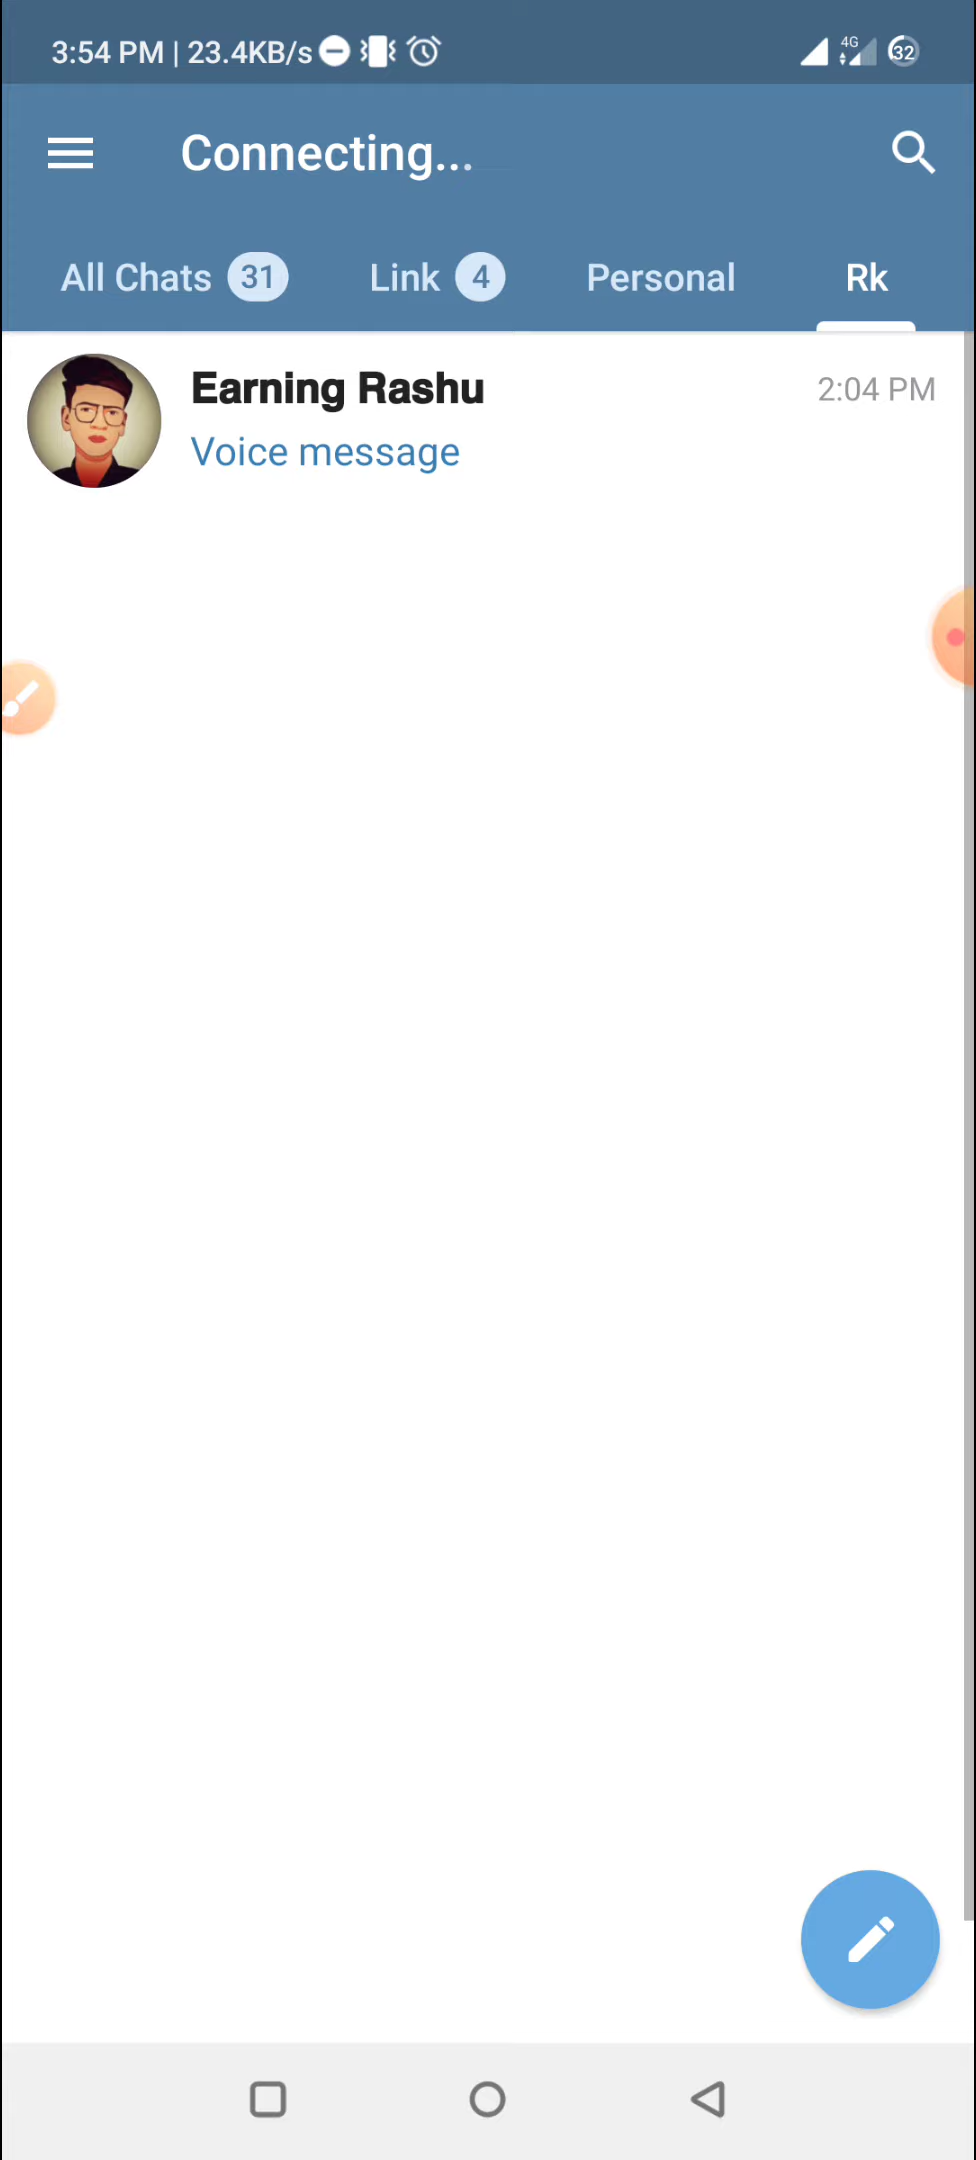 3:54 PM | 23.4KB/s 4G 32
Connecting...
All Chats 31 Link 4 Personal Rk
Earning Rashu 2:04 PM
Voice message